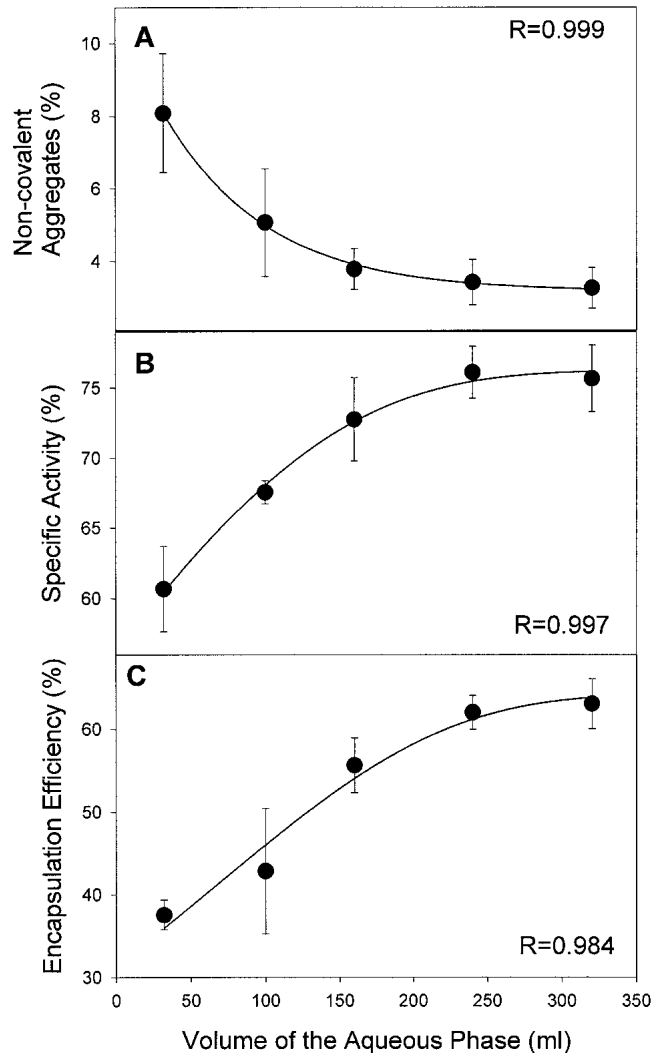 A
R=0.999
10
8
6
4
Non-covalent
Aggregates (%)
B
75
70
65
60
Specific Activity (%)
R=0.997
C
60
50
40
30
Encapsulation Efficiency (%)
R=0.984
0 50 100 150 200 250 300 350
Volume of the Aqueous Phase (ml)